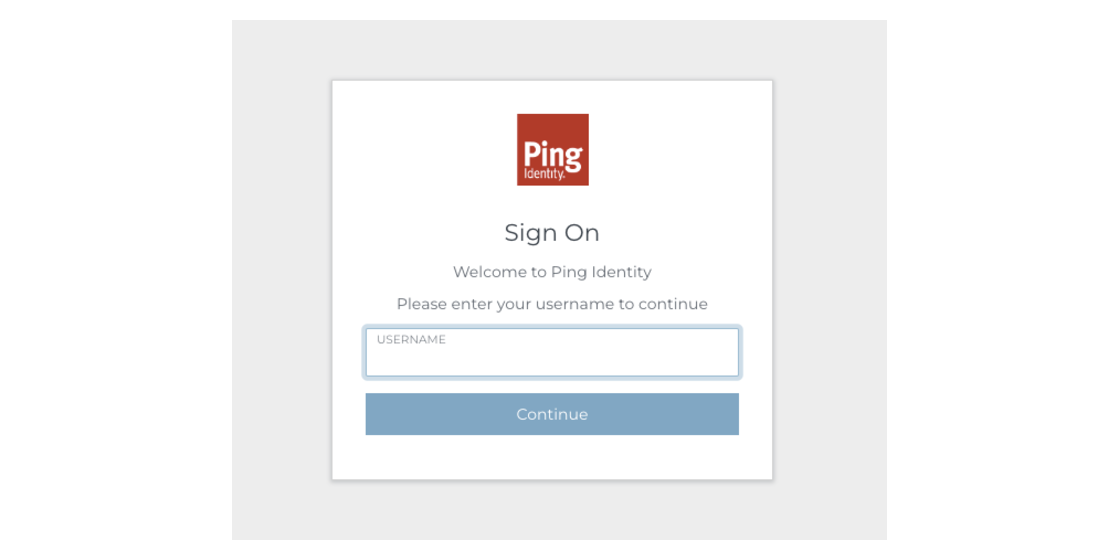 Ping
Identity.
Sign On
Welcome to Ping Identity
Please enter your username to continue
USERNAME
Continue